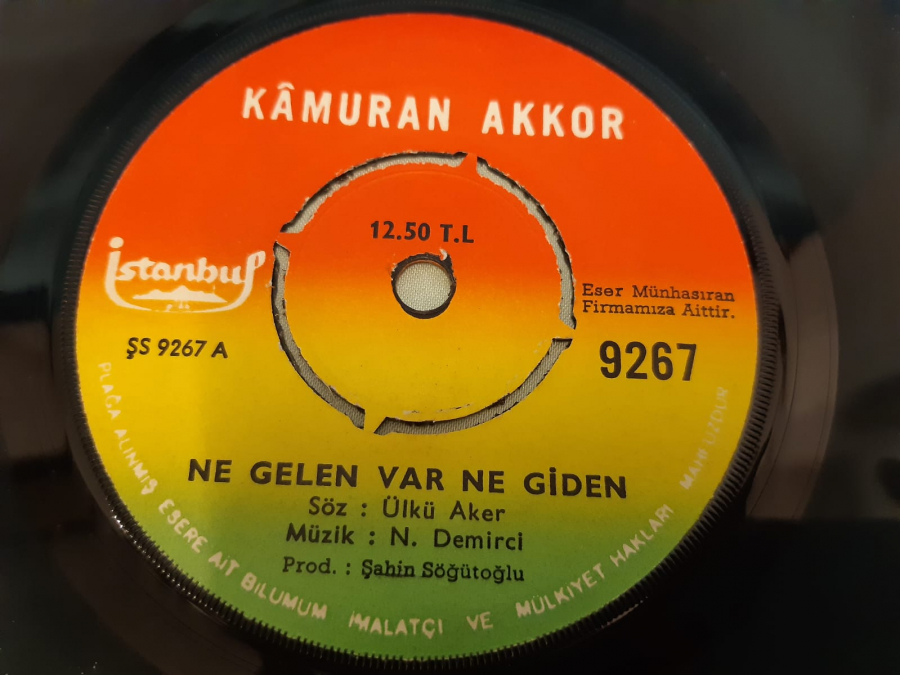 KÂMURAN AKKOR
12.50 T.L
İstanbul
Eser Münhasıran
Firmamıza Aittir.
ŞS 9267 A
9267
NE GELEN VAR NE GİDEN
Söz : Ülkü Aker
Müzik : N. Demirci
Prod. : Şahin Söğütoğlu
PLAĞA ALINMIŞ ESERE AİT BİLUMUM İMALATÇI VE MÜLKİYET HAKLARI MAHFUZDUR